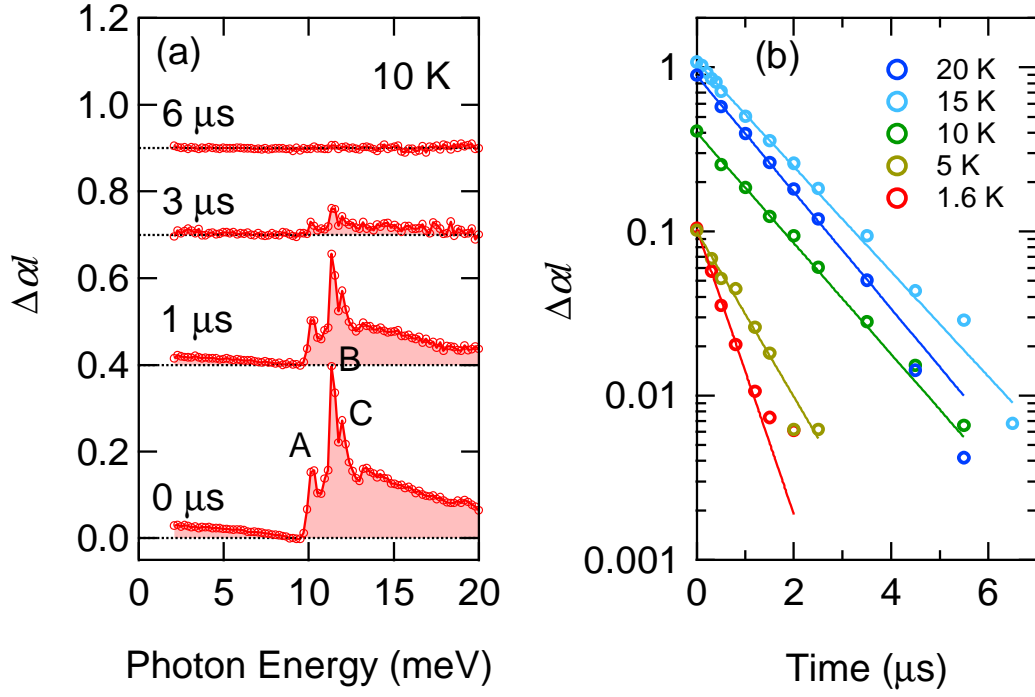 (a)
10 K
6 μs
3 μs
1 μs
0 μs
A
B
C
1.2
1.0
0.8
0.6
0.4
0.2
0.0
0 5 10 15 20
Δαl
Photon Energy (meV)
(b)
20 K
15 K
10 K
5 K
1.6 K
1
0.1
0.01
0.001
0 2 4 6
Δαl
Time (μs)